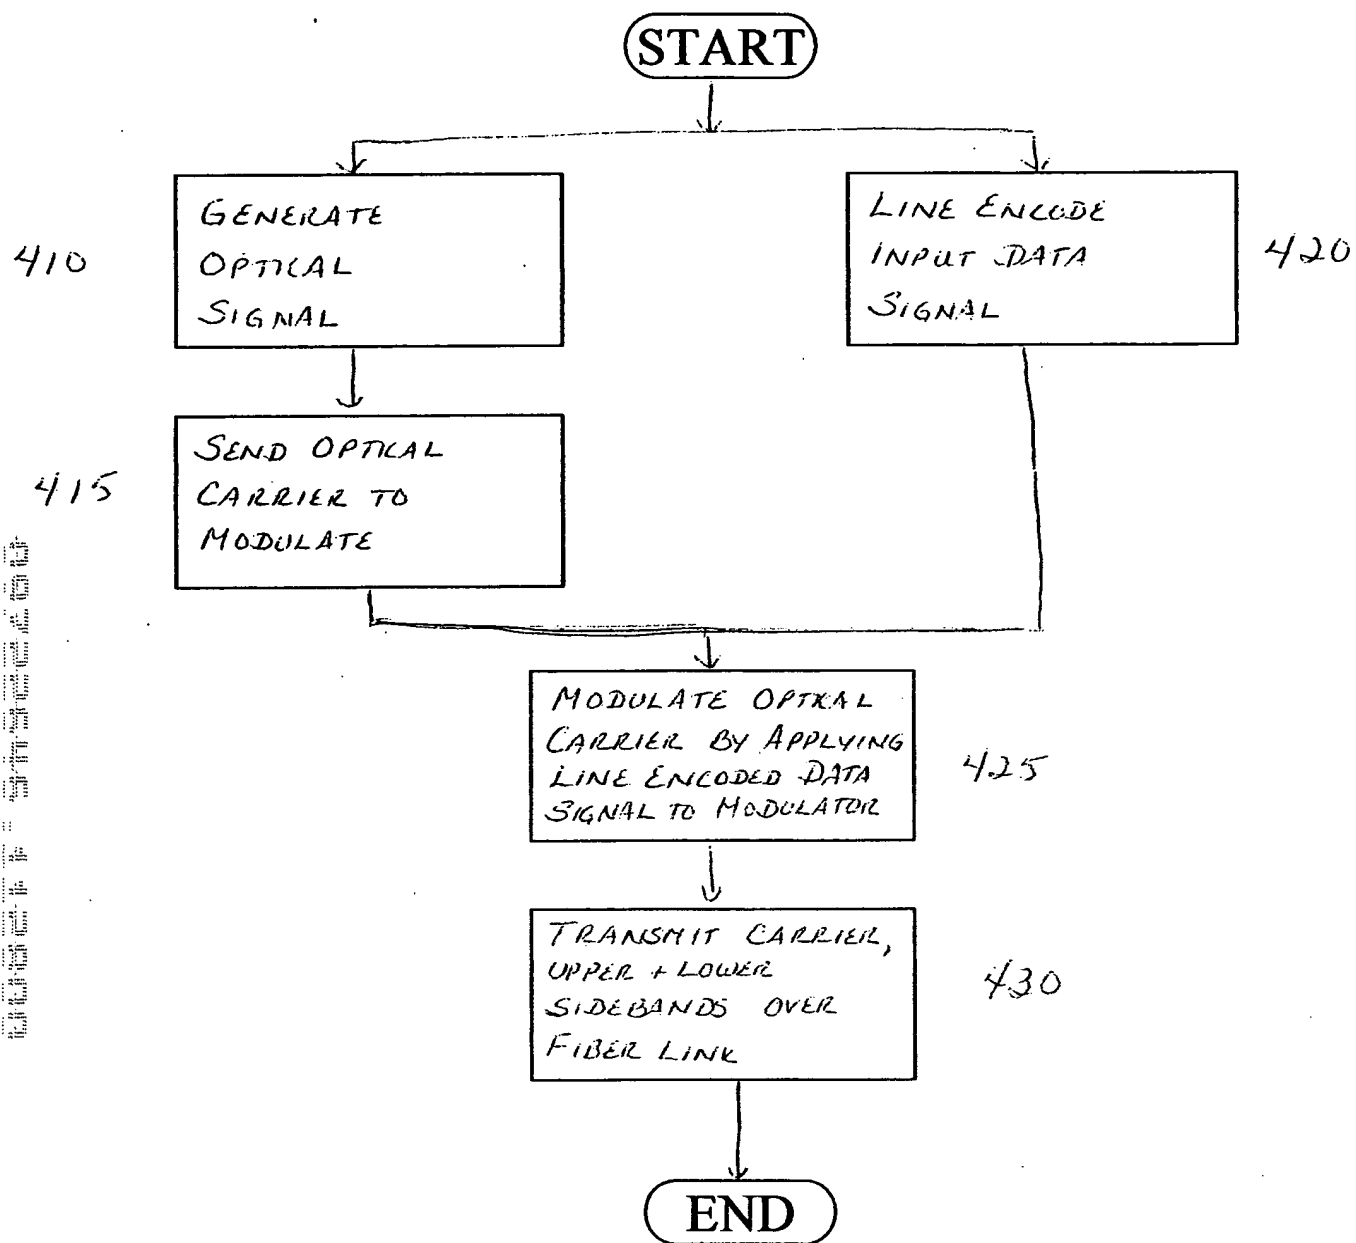 START
410
GENERATE
OPTICAL
SIGNAL
LINE ENCODE
INPUT DATA
SIGNAL
420
415
SEND OPTICAL
CARRIER TO
MODULATE
MODULATE OPTICAL
CARRIER BY APPLYING
LINE ENCODED DATA
SIGNAL TO MODULATOR
425
TRANSMIT CARRIER,
UPPER + LOWER
SIDEBANDS OVER
FIBER LINK
430
END